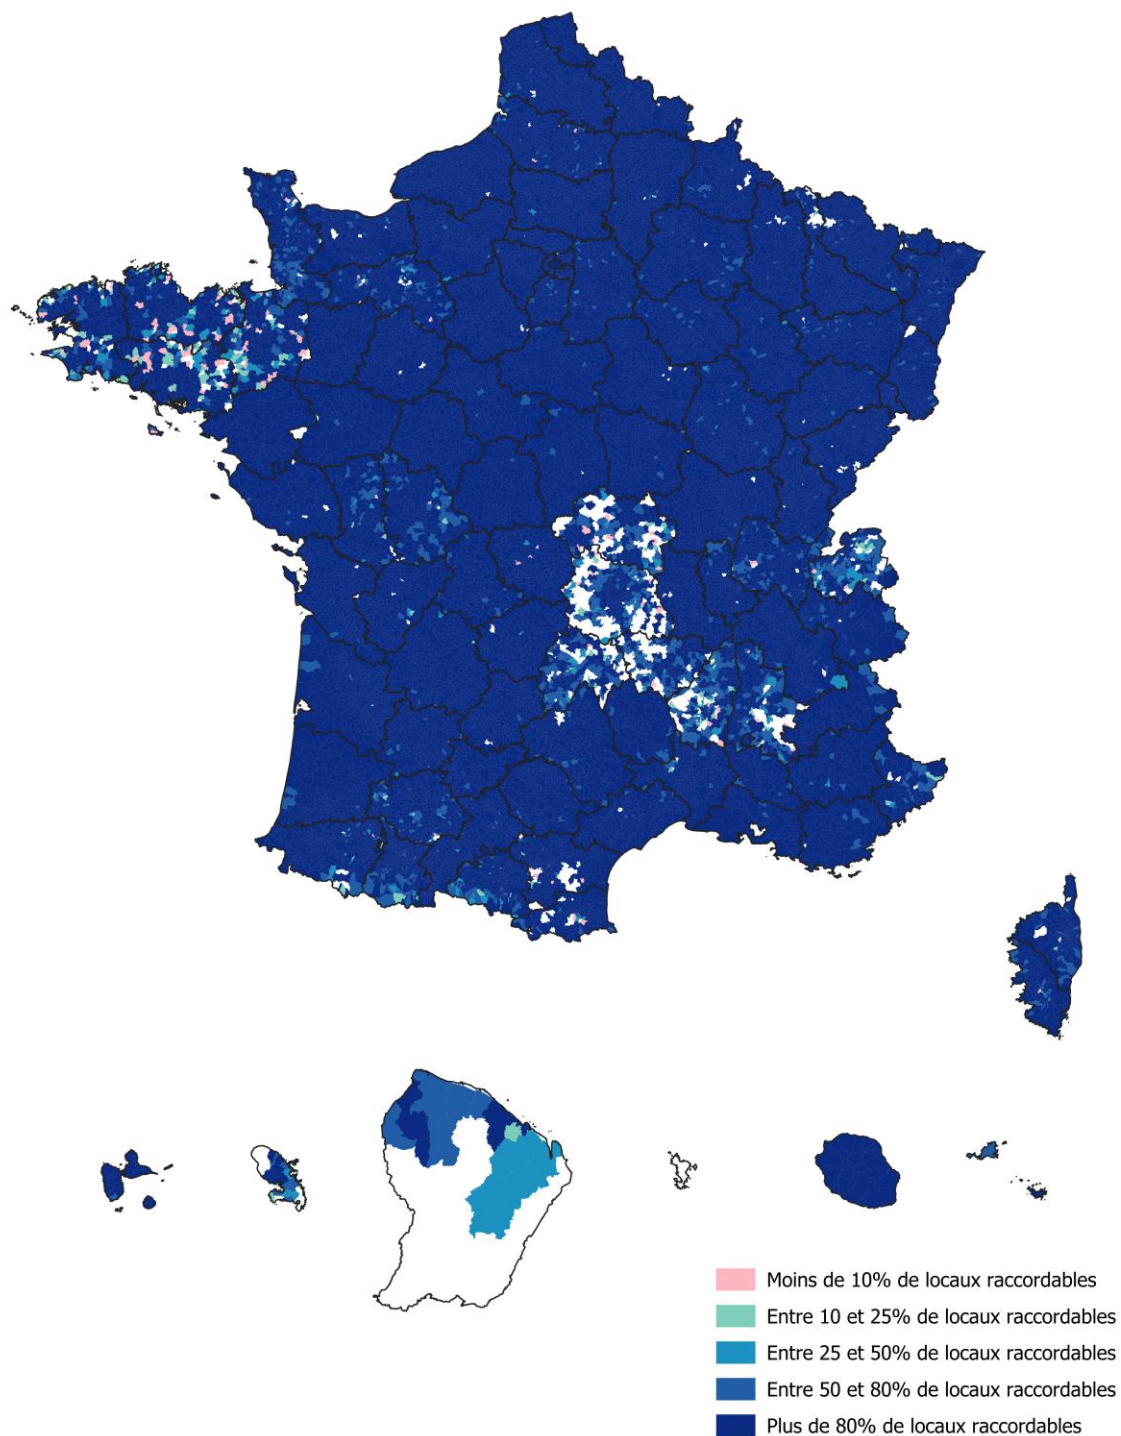 Moins de 10% de locaux raccordables
Entre 10 et 25% de locaux raccordables
Entre 25 et 50% de locaux raccordables
Entre 50 et 80% de locaux raccordables
Plus de 80% de locaux raccordables